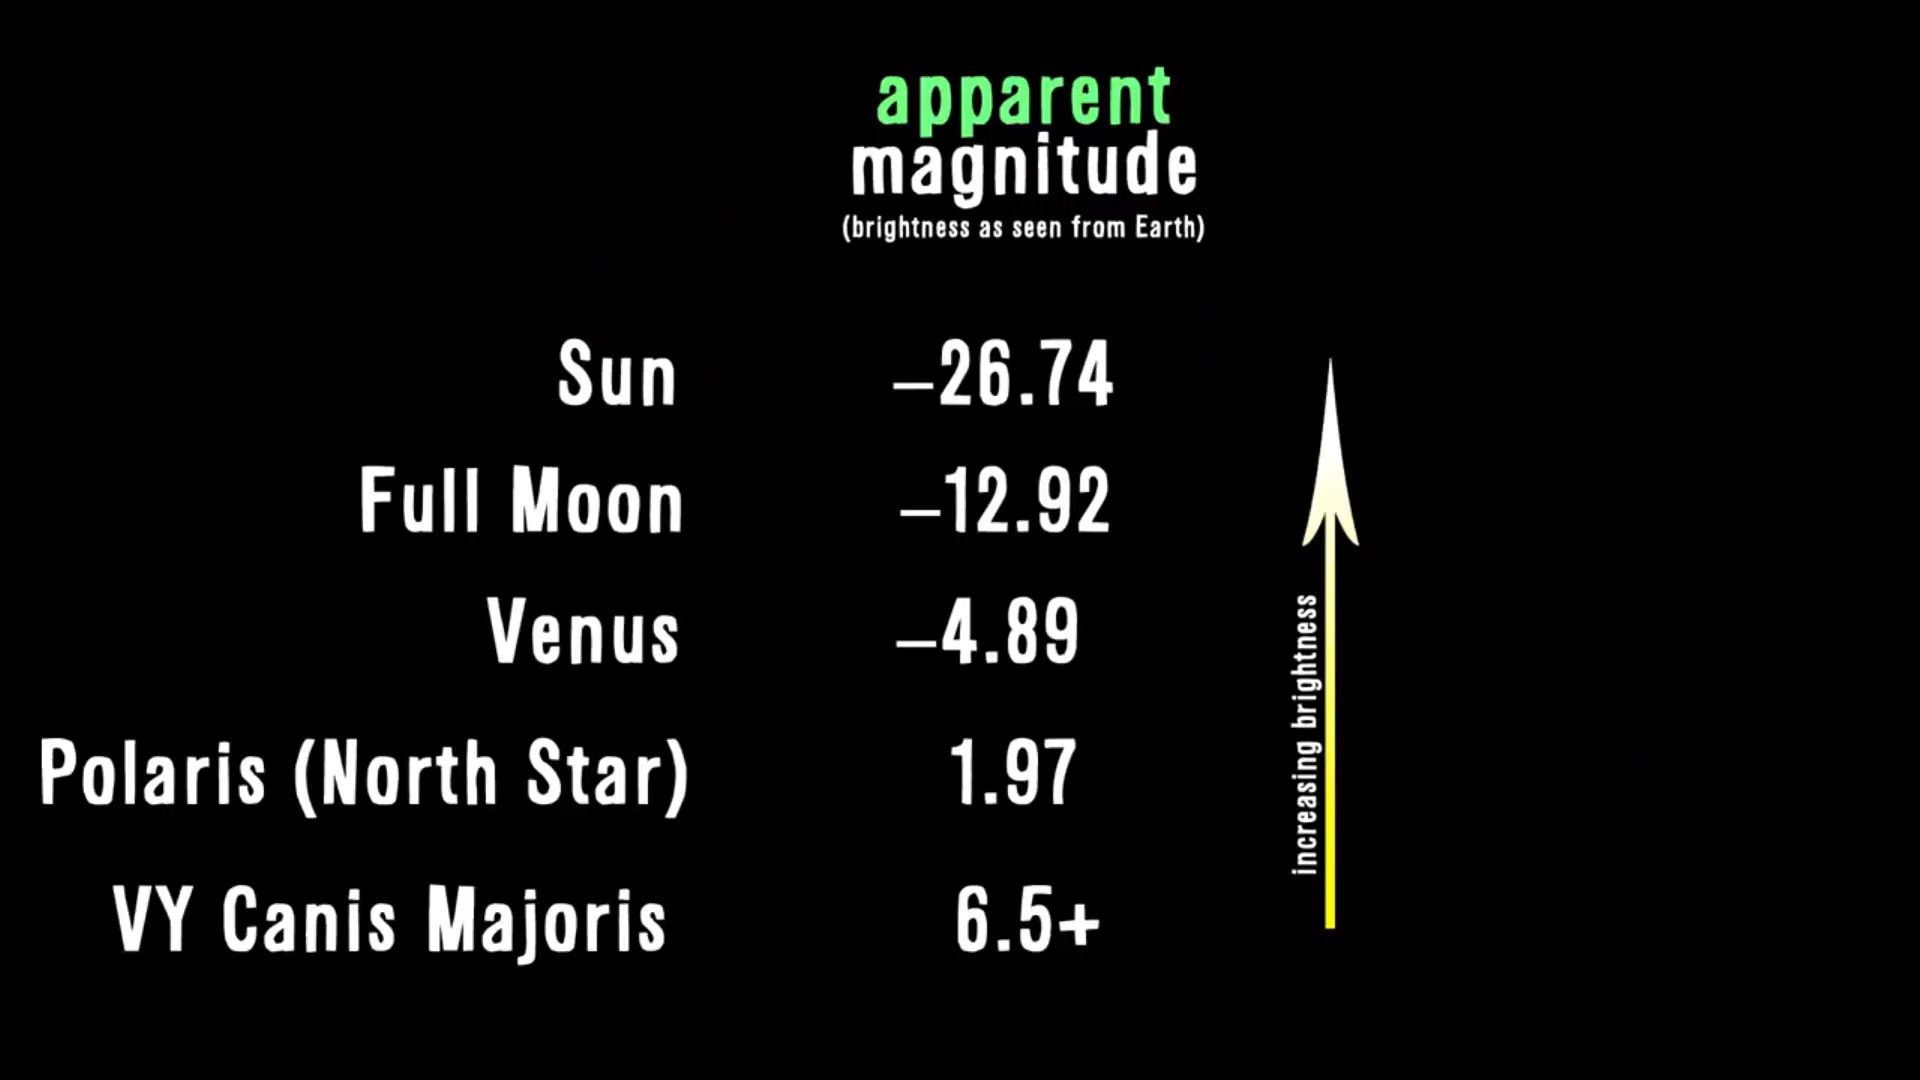 apparent
magnitude
(brightness as seen from Earth)
Sun –26.74
Full Moon –12.92
Venus –4.89
Polaris (North Star) 1.97
VY Canis Majoris 6.5+
increasing brightness